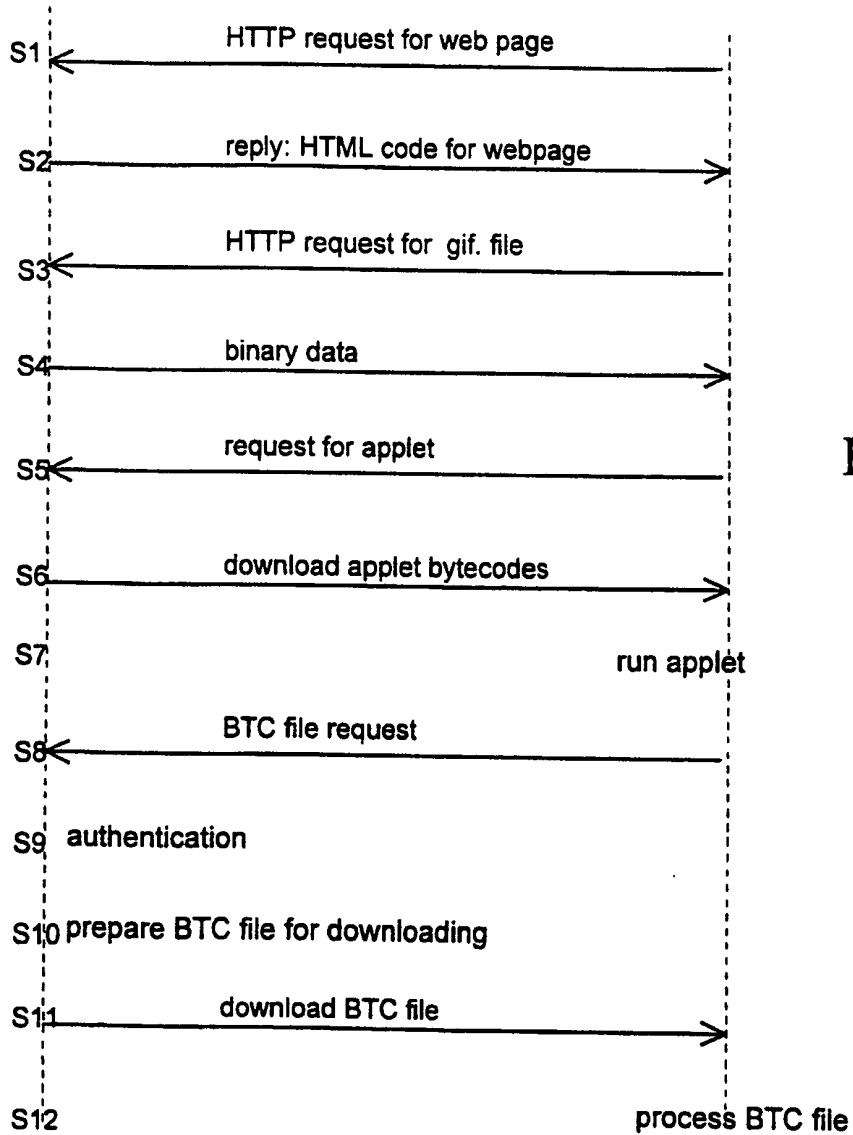 S1 HTTP request for web page
S2 reply: HTML code for webpage
S3 HTTP request for gif. file
S4 binary data
S5 request for applet
S6 download applet bytecodes
S7 run applet
S8 BTC file request
S9 authentication
S10 prepare BTC file for downloading
S11 download BTC file
S12 process BTC file